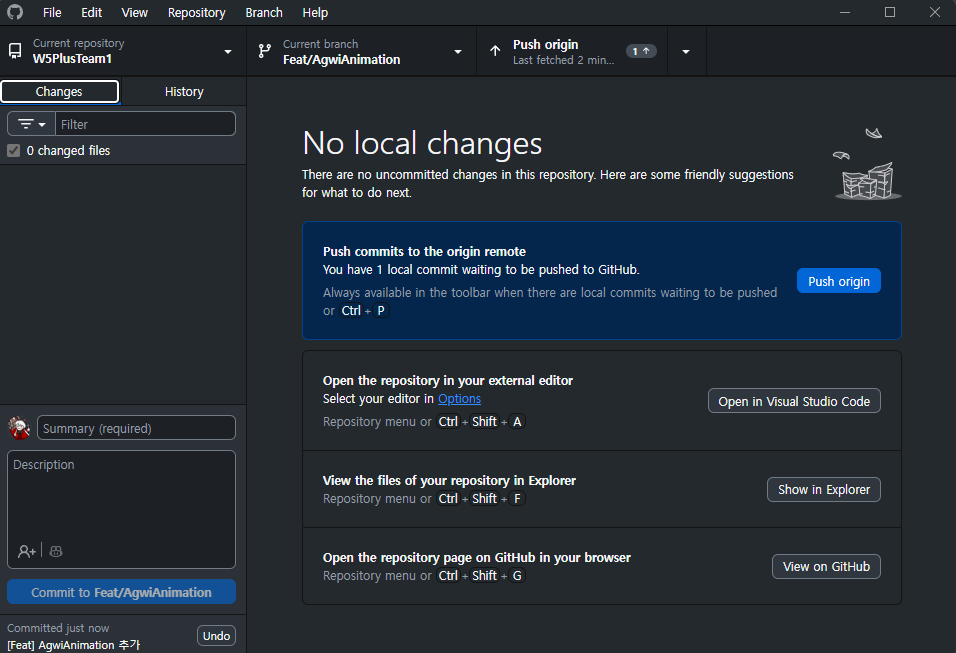 File Edit View Repository Branch Help
Current repository
W5PlusTeam1
Current branch
Feat/AgwiAnimation
Push origin
Last fetched 2 min...
1
Changes
History
Filter
0 changed files
No local changes
There are no uncommitted changes in this repository. Here are some friendly suggestions
for what to do next.
Push commits to the origin remote
You have 1 local commit waiting to be pushed to GitHub.
Always available in the toolbar when there are local commits waiting to be pushed
or Ctrl + P
Push origin
Open the repository in your external editor
Select your editor in Options
Repository menu or Ctrl + Shift + A
Open in Visual Studio Code
View the files of your repository in Explorer
Repository menu or Ctrl + Shift + F
Show in Explorer
Open the repository page on GitHub in your browser
Repository menu or Ctrl + Shift + G
View on GitHub
Summary (required)
Description
Commit to Feat/AgwiAnimation
Committed just now
[Feat] AgwiAnimation 추가
Undo